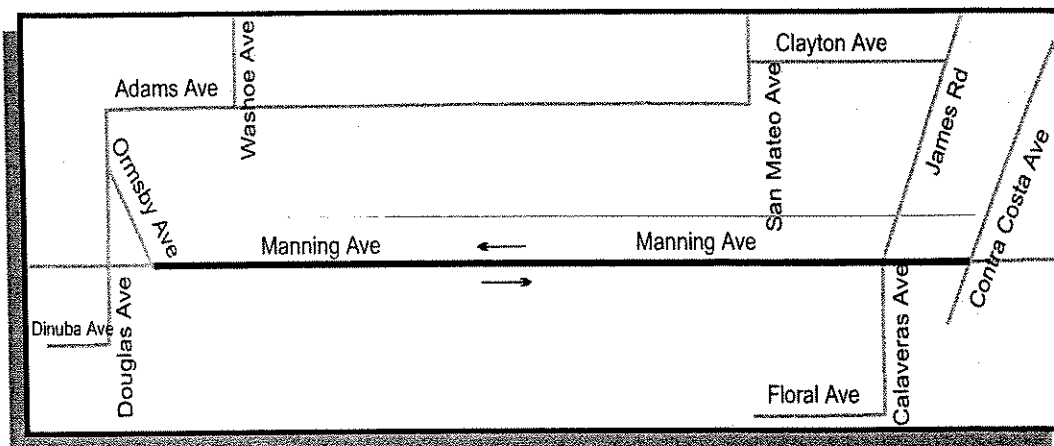 Clayton Ave
Washoe Ave
Adams Ave
San Mateo Ave
James Rd
Ormsby Ave
Contra Costa Ave
Manning Ave
Manning Ave
Dinuba Ave
Douglas Ave
Calaveras Ave
Floral Ave